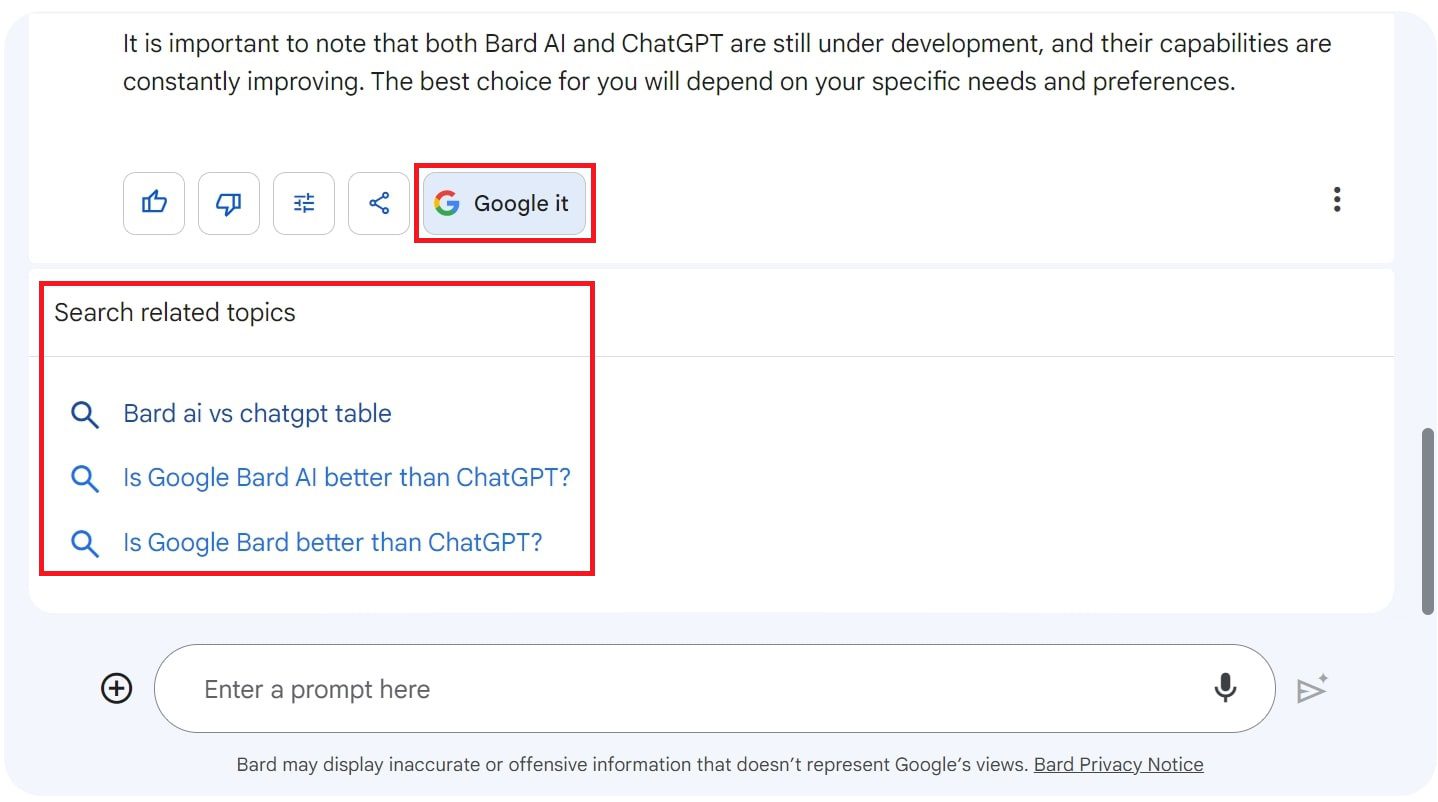 It is important to note that both Bard AI and ChatGPT are still under development, and their capabilities are
constantly improving. The best choice for you will depend on your specific needs and preferences.
Google it
Search related topics
Bard ai vs chatgpt table
Is Google Bard AI better than ChatGPT?
Is Google Bard better than ChatGPT?
Enter a prompt here
Bard may display inaccurate or offensive information that doesn’t represent Google’s views. Bard Privacy Notice